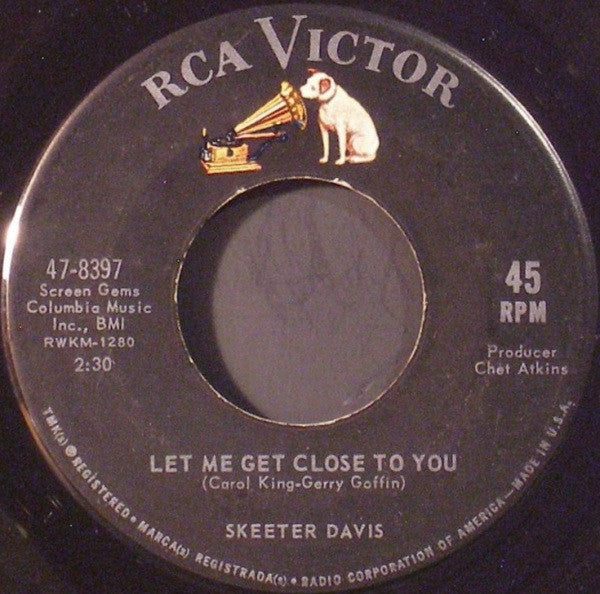 RCA VICTOR
47-8397
Screen Gems
Columbia Music
Inc., BMI
RWKM-1280
2:30
45
RPM
Producer
Chet Atkins
LET ME GET CLOSE TO YOU
(Carol King-Gerry Goffin)
SKEETER DAVIS
TMK(s) ® REGISTERED • MARCA(s) REGISTRADA(s) • RADIO CORPORATION OF AMERICA—MADE IN U.S.A.